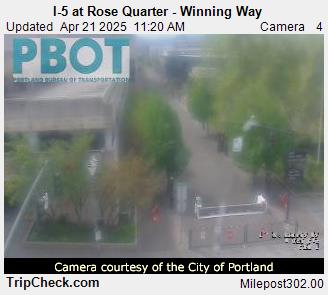 I-5 at Rose Quarter - Winning Way
Updated Apr 21 2025 11:20 AM Camera 4
PBOT
PORTLAND BUREAU OF TRANSPORTATION
Camera courtesy of the City of Portland
TripCheck.com Milepost302.00